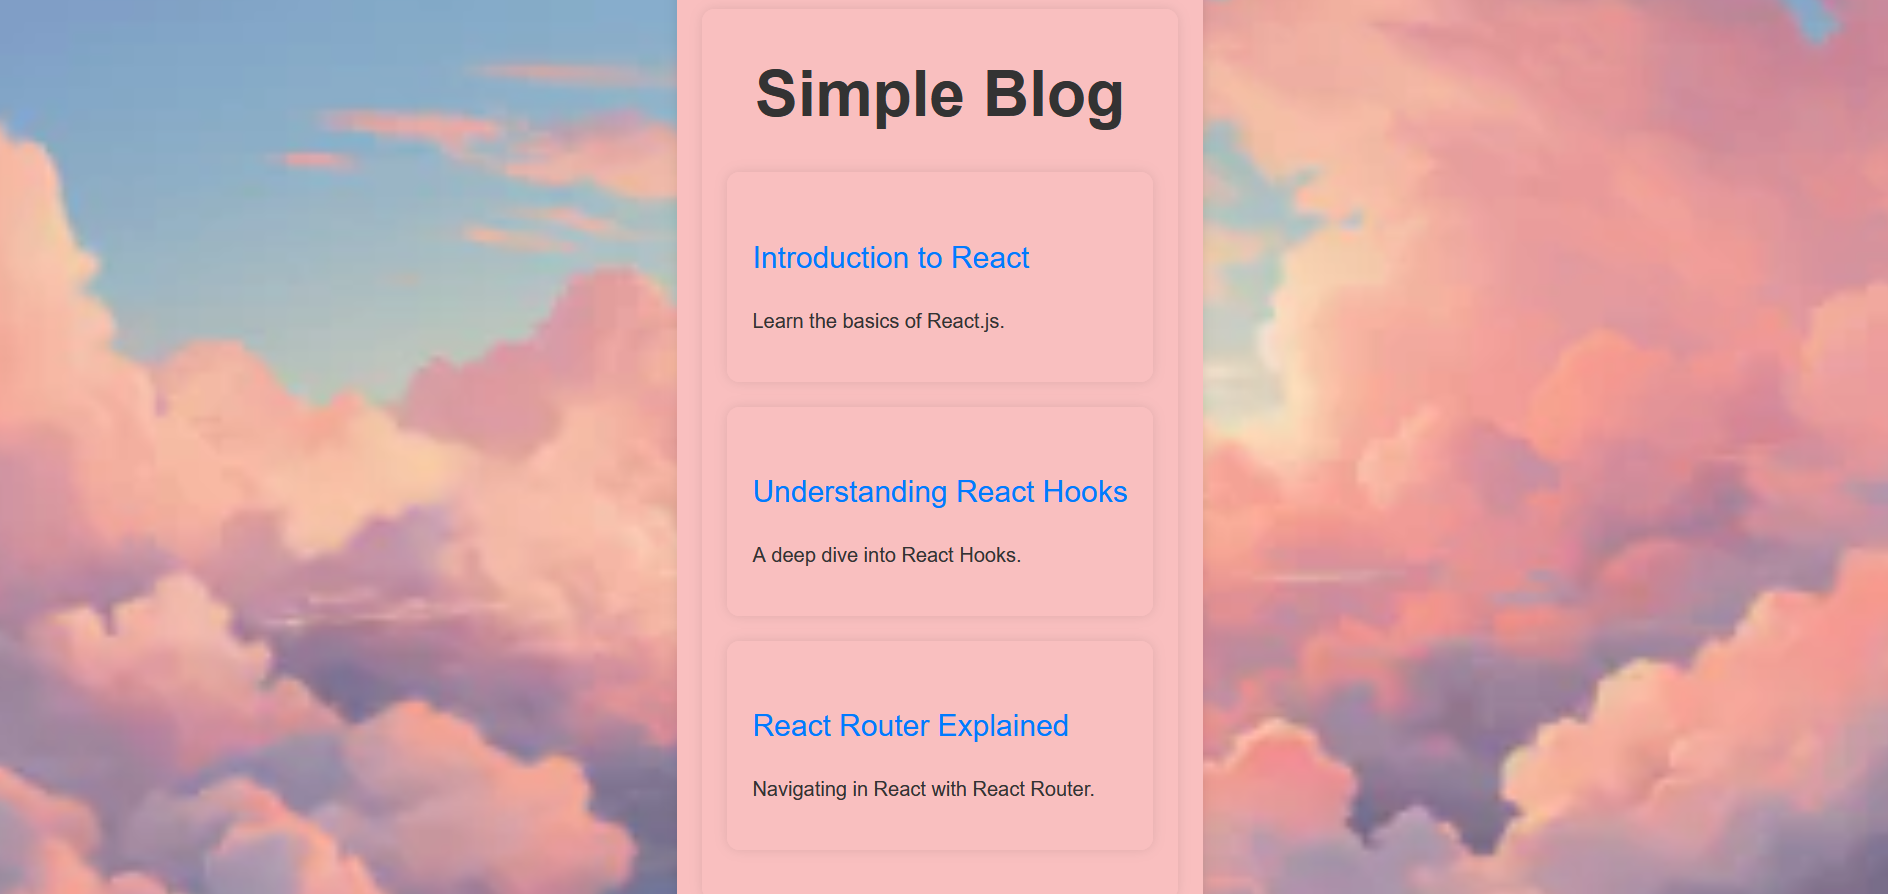 Simple Blog
Introduction to React
Learn the basics of React.js.
Understanding React Hooks
A deep dive into React Hooks.
React Router Explained
Navigating in React with React Router.